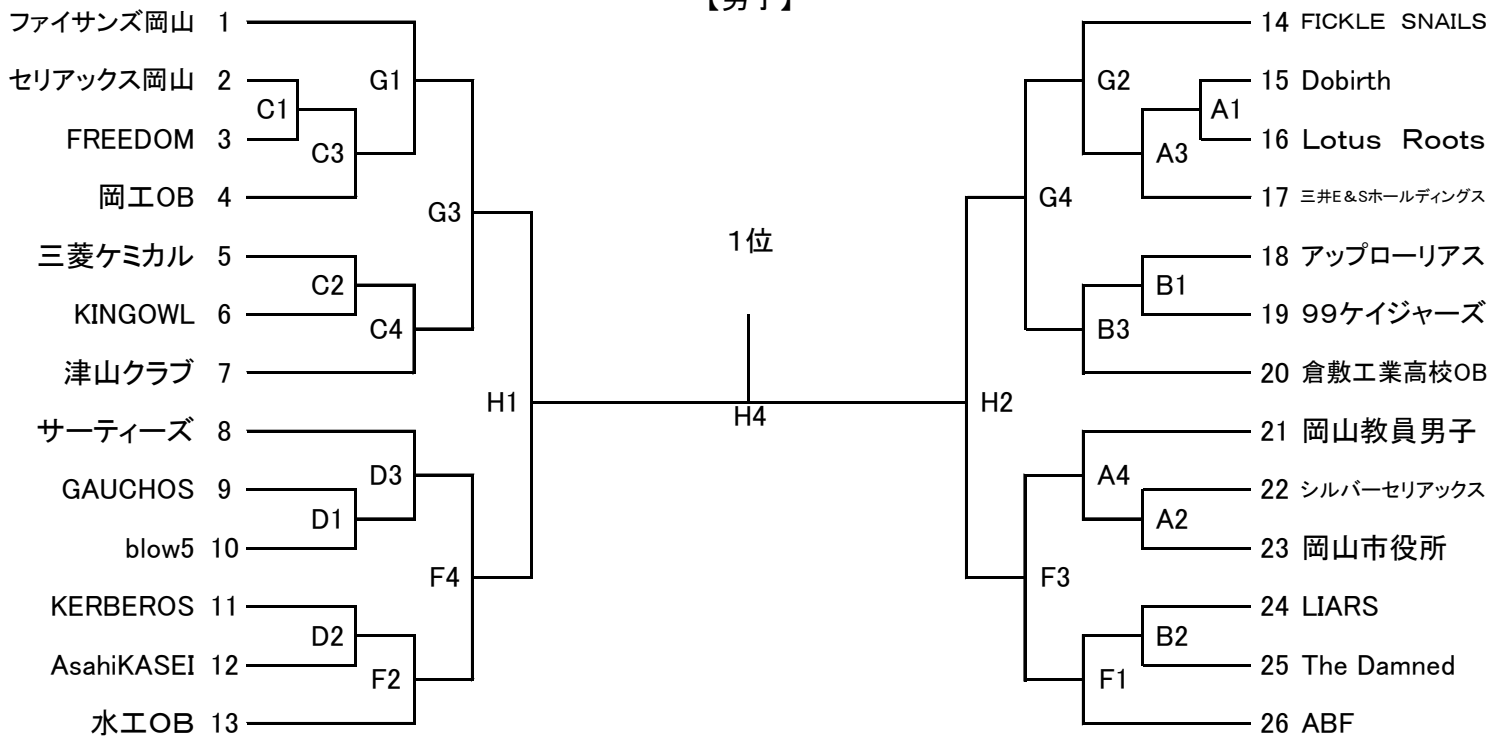 【男子】
ファイサンズ岡山 1
セリアックス岡山 2
FREEDOM 3
岡工OB 4
三菱ケミカル 5
KINGOWL 6
津山クラブ 7
サーティーズ 8
GAUCHOS 9
blow5 10
KERBEROS 11
AsahiKASEI 12
水工OB 13
C1
C3
G1
C2
C4
G3
D1
D3
D2
F2
F4
H1
1位
H4
H2
G4
G2
A3
A1
B3
B1
F3
A4
A2
F1
B2
14 FICKLE SNAILS
15 Dobirth
16 Lotus Roots
17 三井E&Sホールディングス
18 アップローリアス
19 99ケイジャーズ
20 倉敷工業高校OB
21 岡山教員男子
22 シルバーセリアックス
23 岡山市役所
24 LIARS
25 The Damned
26 ABF